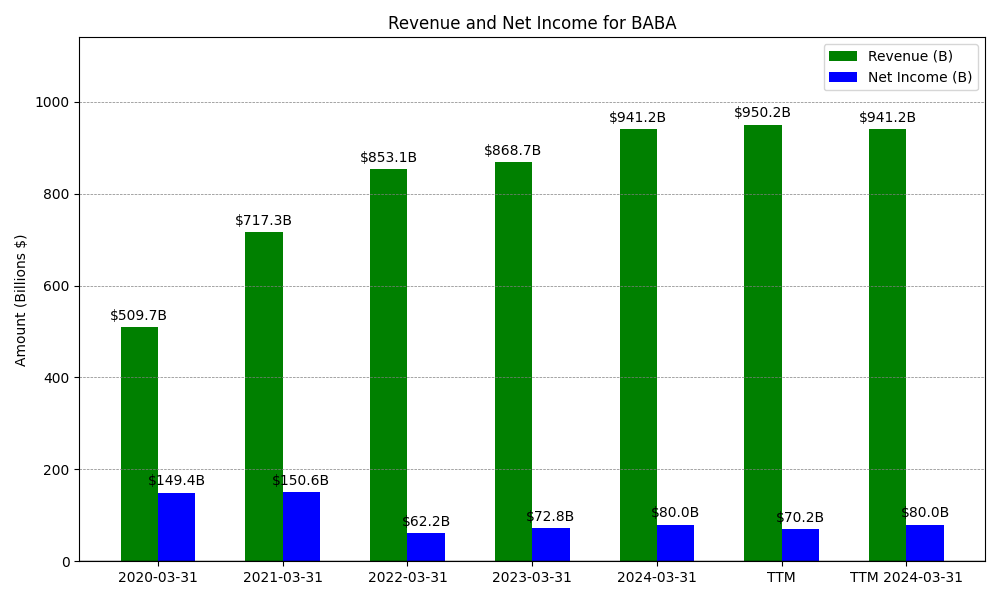 Revenue and Net Income for BABA
Revenue (B)
Net Income (B)
Amount (Billions $)
1000
800
600
400
200
0
$509.7B
$149.4B
$717.3B
$150.6B
$853.1B
$62.2B
$868.7B
$72.8B
$941.2B
$80.0B
$950.2B
$70.2B
$941.2B
$80.0B
2020-03-31
2021-03-31
2022-03-31
2023-03-31
2024-03-31
TTM
TTM 2024-03-31